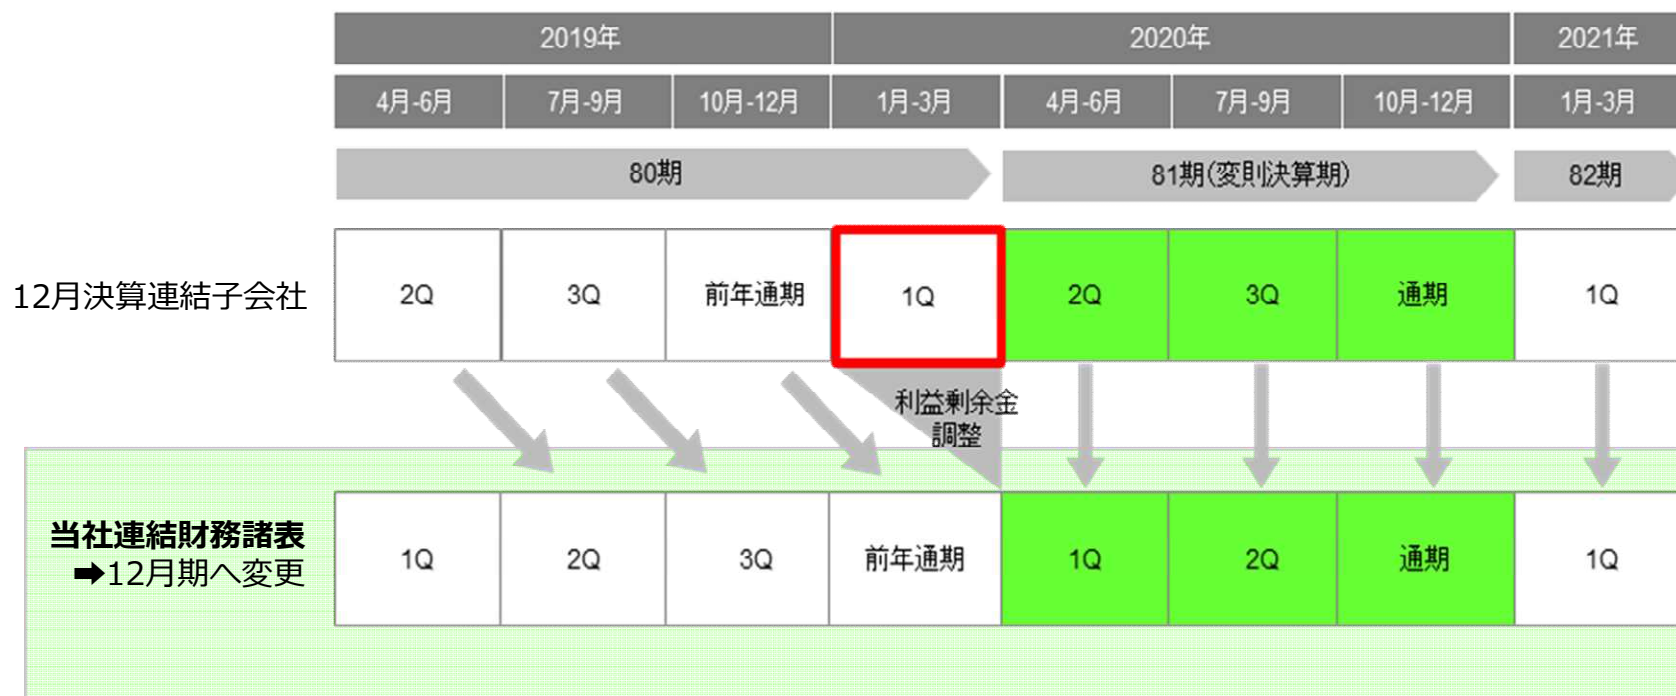 2019年 2020年 2021年
4月-6月 7月-9月 10月-12月 1月-3月 4月-6月 7月-9月 10月-12月 1月-3月
80期 81期(変則決算期) 82期
12月決算連結子会社 2Q 3Q 前年通期 1Q 2Q 3Q 通期 1Q
利益剰余金
調整
当社連結財務諸表
➡12月期へ変更 1Q 2Q 3Q 前年通期 1Q 2Q 通期 1Q